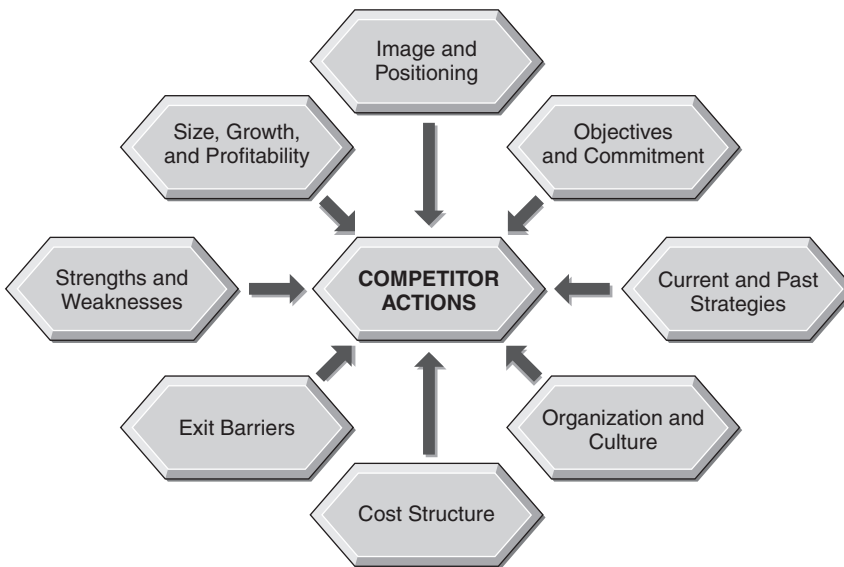 Image and
Positioning
Size, Growth,
and Profitability
Objectives
and Commitment
Strengths and
Weaknesses
COMPETITOR
ACTIONS
Current and Past
Strategies
Exit Barriers
Organization and
Culture
Cost Structure